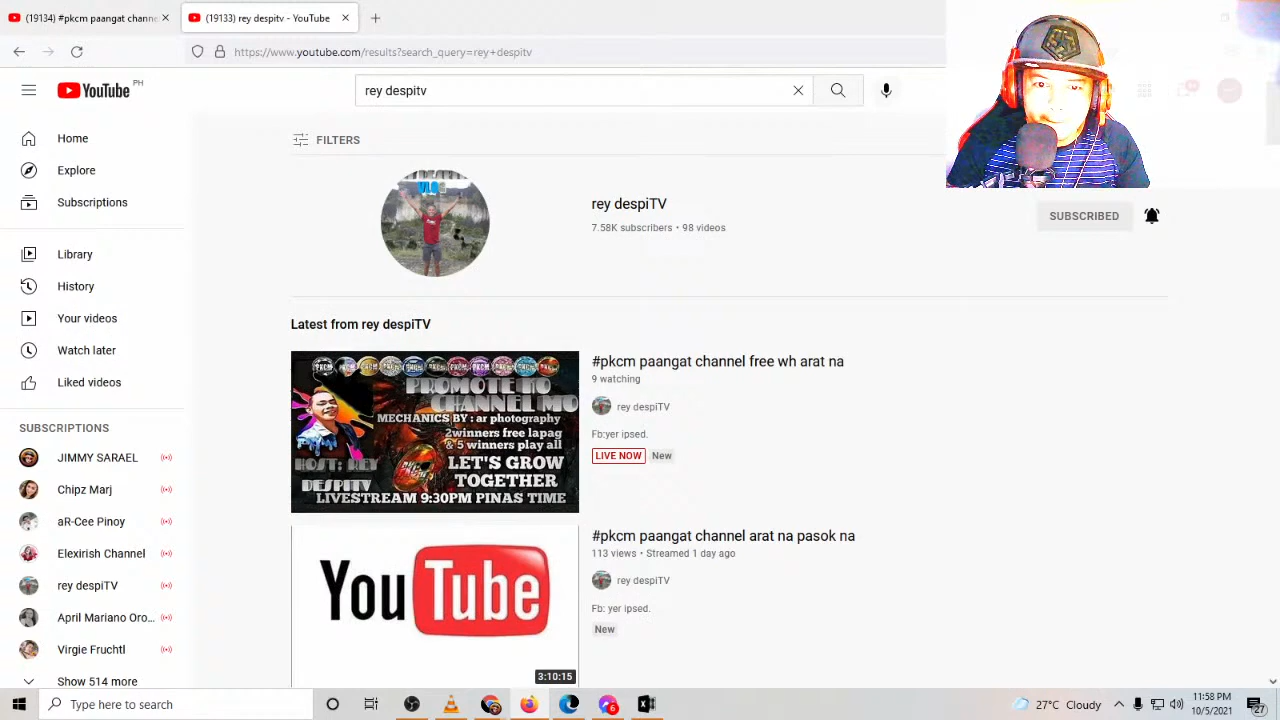 (19134) #pkcm paangat channe
(19133) rey despitv - YouTube
https://www.youtube.com/results?search_query=rey+despitv
YouTube PH
rey despitv
Home
Explore
Subscriptions
Library
History
Your videos
Watch later
Liked videos
SUBSCRIPTIONS
JIMMY SARAEL
Chipz Marj
aR-Cee Pinoy
Elexirish Channel
rey despiTV
April Mariano Oro...
Virgie Fruchtl
Show 514 more
FILTERS
VLOG
rey despiTV
7.58K subscribers • 98 videos
SUBSCRIBED
Latest from rey despiTV
PROMOTE MO
CHANNEL MO
MECHANICS BY : ar photography
2winners free lapag
& 5 winners play all
HOST: REY
DESPITV
LET'S GROW
TOGETHER
LIVESTREAM 9:30PM PINAS TIME
#pkcm paangat channel free wh arat na
9 watching
rey despiTV
Fb:yer ipsed.
LIVE NOW New
YouTube
3:10:15
#pkcm paangat channel arat na pasok na
113 views • Streamed 1 day ago
rey despiTV
Fb: yer ipsed.
New
Type here to search
6
27°C Cloudy
11:58 PM
10/5/2021
27